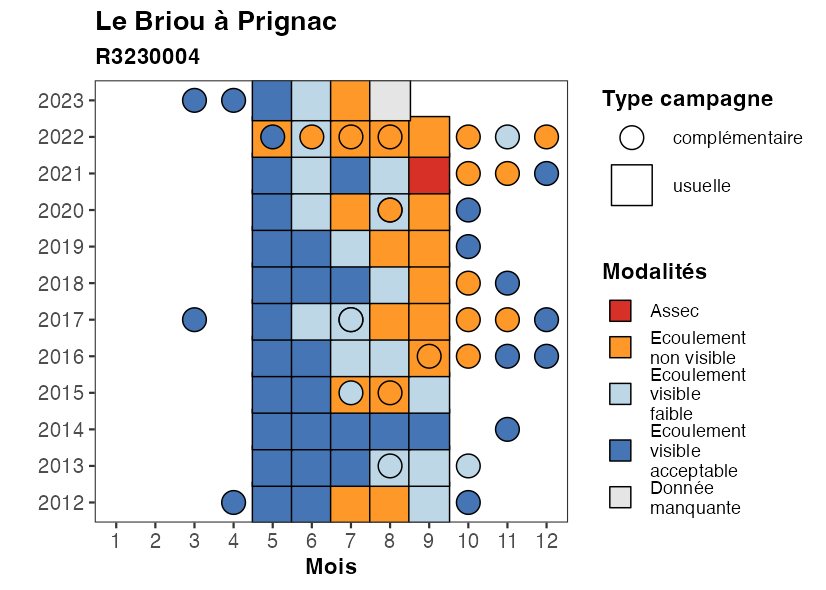 Le Briou à Prignac
R3230004
2023
2022
2021
2020
2019
2018
2017
2016
2015
2014
2013
2012
1 2 3 4 5 6 7 8 9 10 11 12
Mois
Type campagne
complémentaire
usuelle
Modalités
Assec
Ecoulement
non visible
Ecoulement
visible
faible
Ecoulement
visible
acceptable
Donnée
manquante